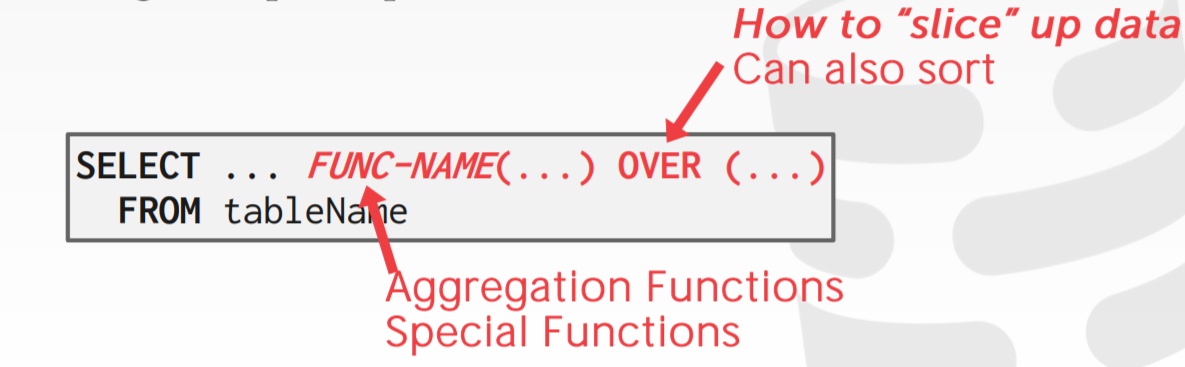 How to "slice" up data
Can also sort
SELECT ... FUNC-NAME(...) OVER (...)
FROM tableName
Aggregation Functions
Special Functions